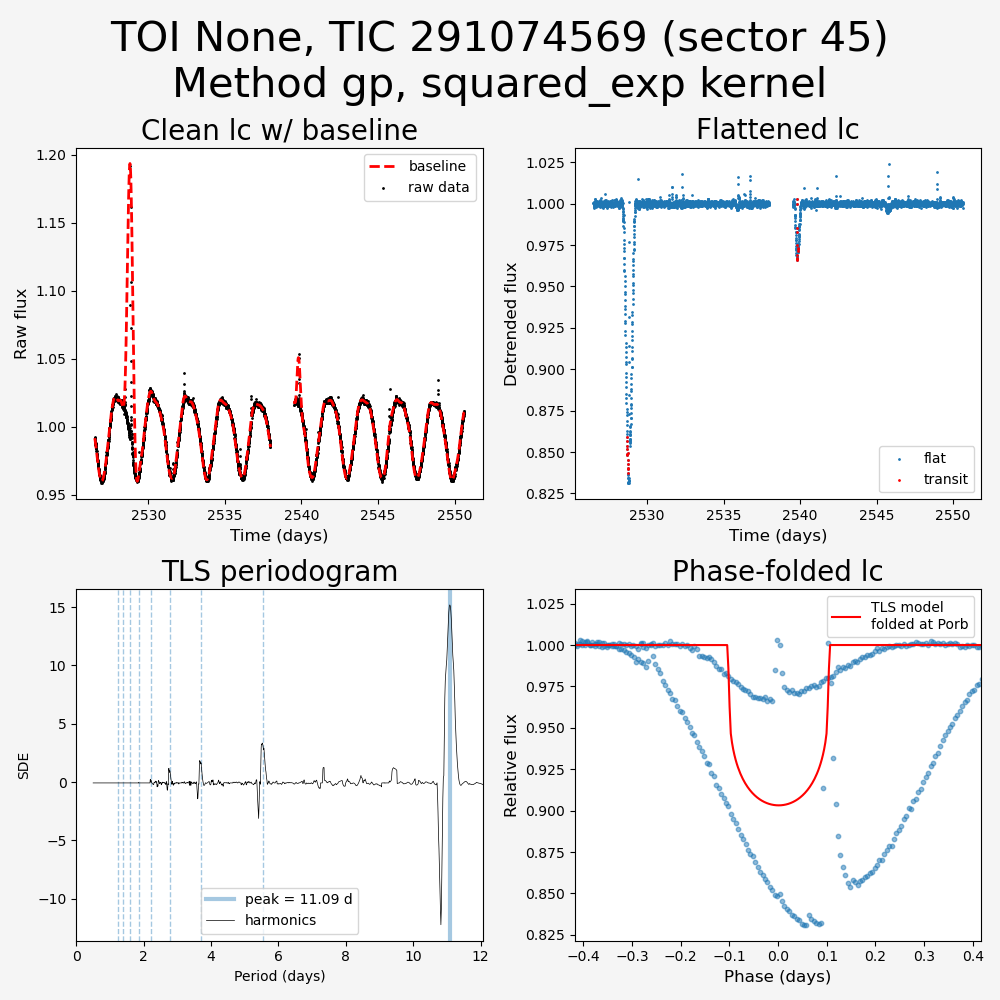 TOI None, TIC 291074569 (sector 45)
Method gp, squared_exp kernel
Clean lc w/ baseline
Raw flux
1.20
1.15
1.10
1.05
1.00
0.95
baseline
raw data
2530
2535
2540
2545
2550
Time (days)
Flattened lc
Detrended flux
1.025
1.000
0.975
0.950
0.925
0.900
0.875
0.850
0.825
flat
transit
2530
2535
2540
2545
2550
Time (days)
TLS periodogram
SDE
15
10
5
0
−5
−10
peak = 11.09 d
harmonics
0
2
4
6
8
10
12
Period (days)
Phase-folded lc
Relative flux
1.025
1.000
0.975
0.950
0.925
0.900
0.875
0.850
0.825
TLS model
folded at Porb
−0.4
−0.3
−0.2
−0.1
0.0
0.1
0.2
0.3
0.4
Phase (days)